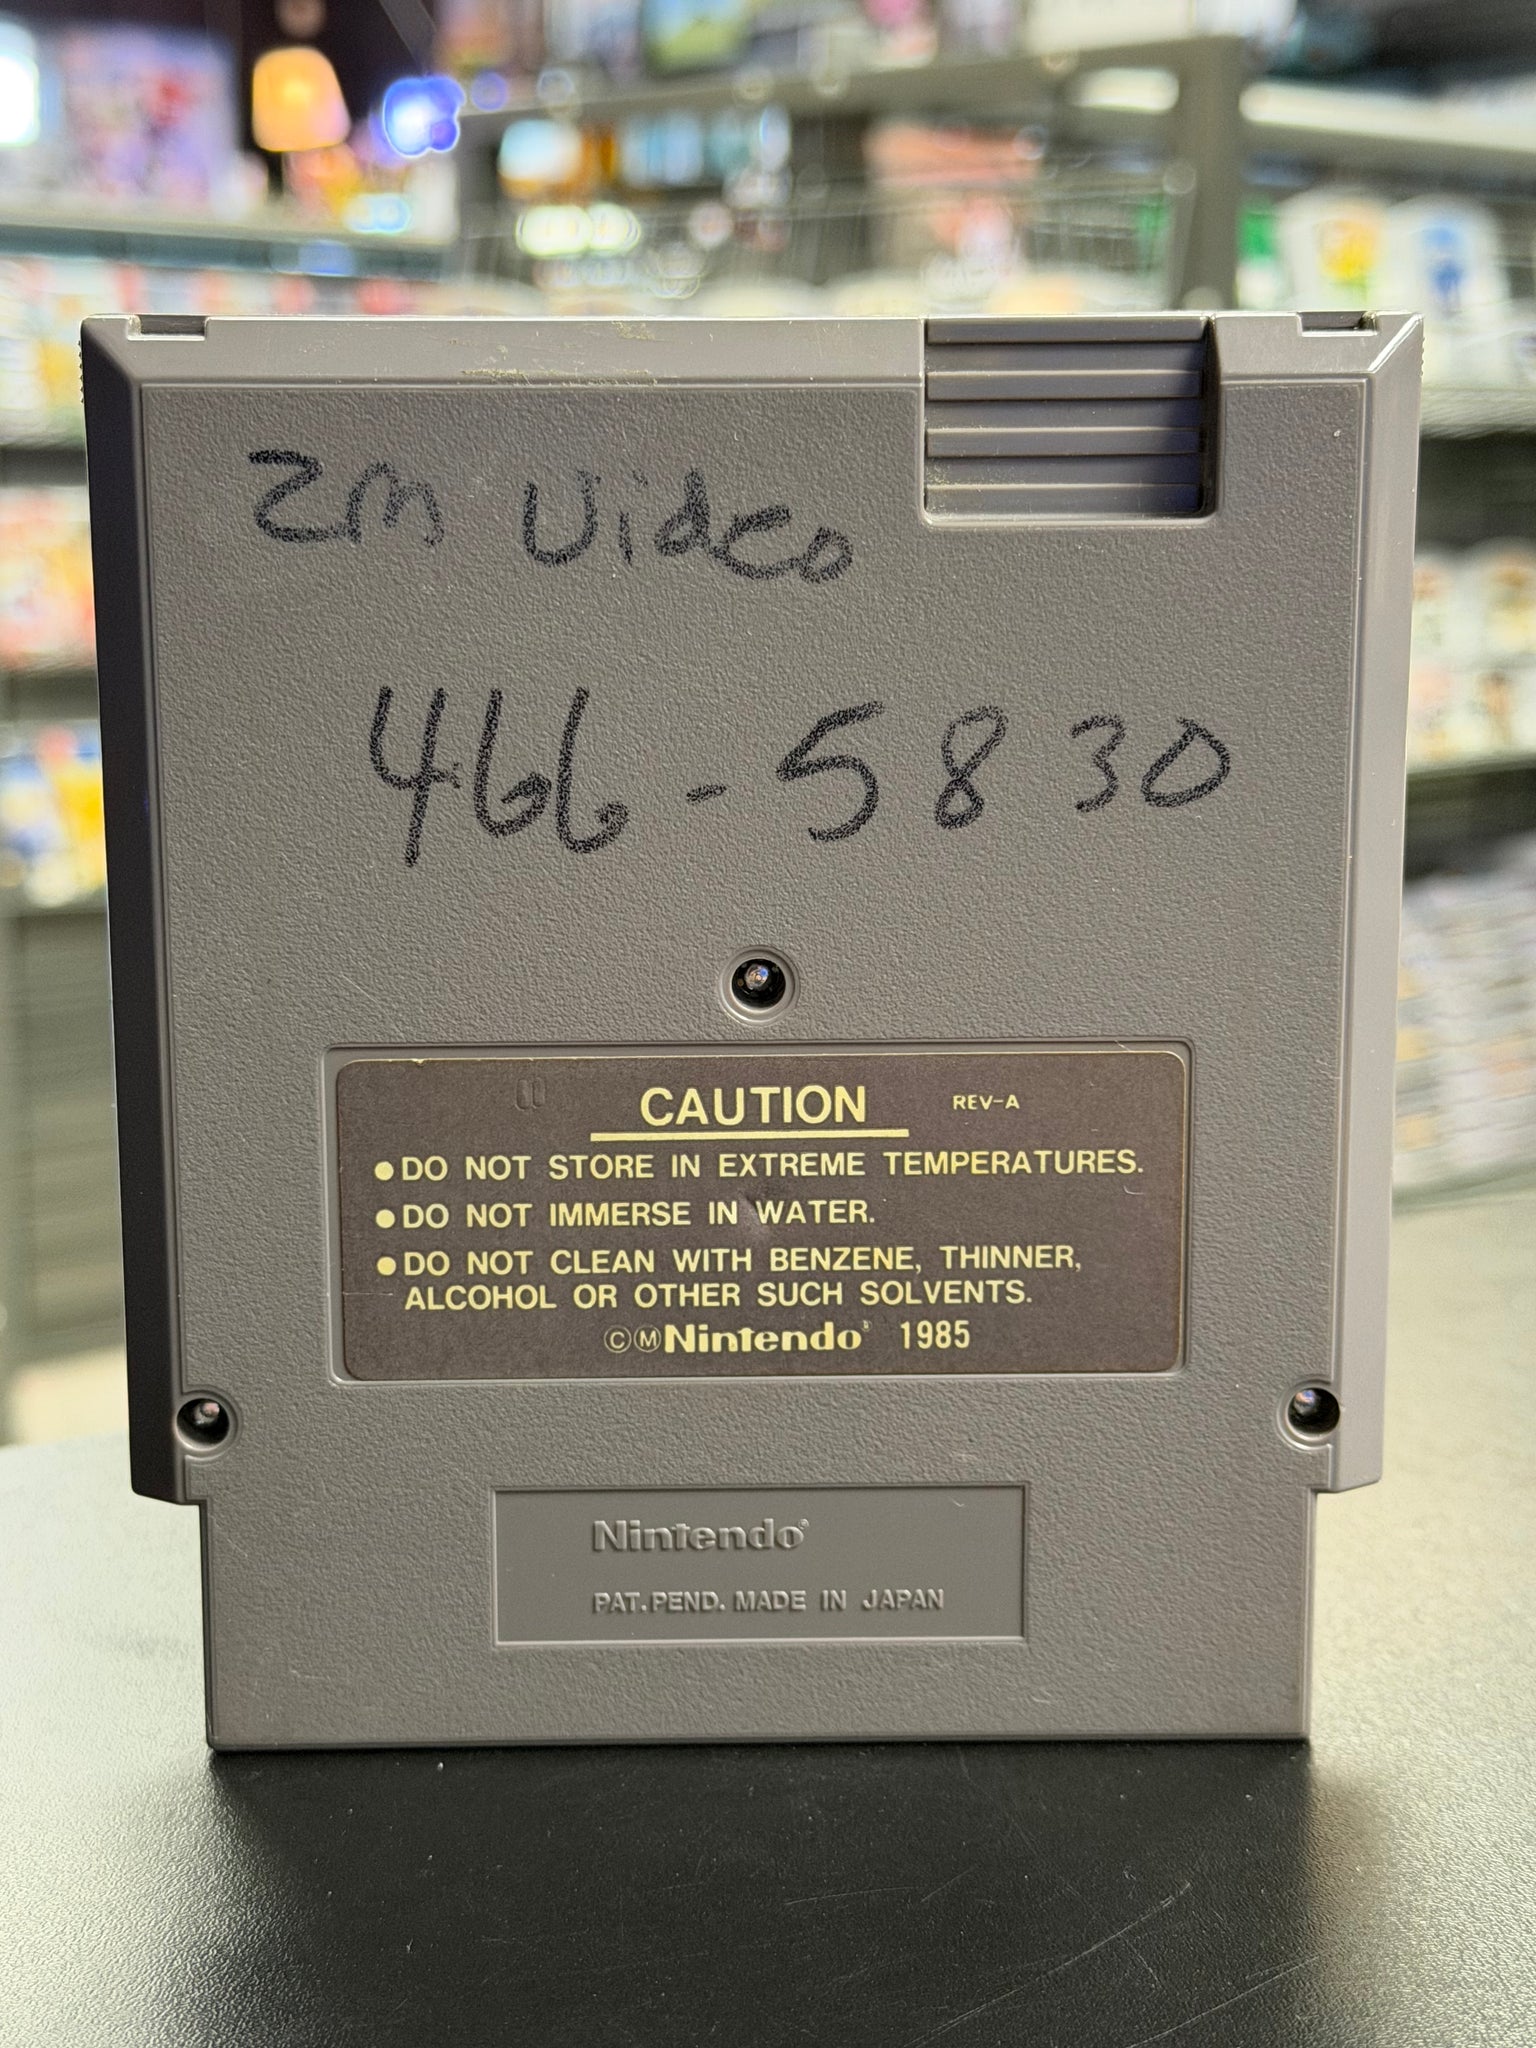 2M Video
466-5830
CAUTION REV-A
•DO NOT STORE IN EXTREME TEMPERATURES.
•DO NOT IMMERSE IN WATER.
•DO NOT CLEAN WITH BENZENE, THINNER,
ALCOHOL OR OTHER SUCH SOLVENTS.
©ⓂNintendo® 1985
Nintendo®
PAT. PEND. MADE IN JAPAN